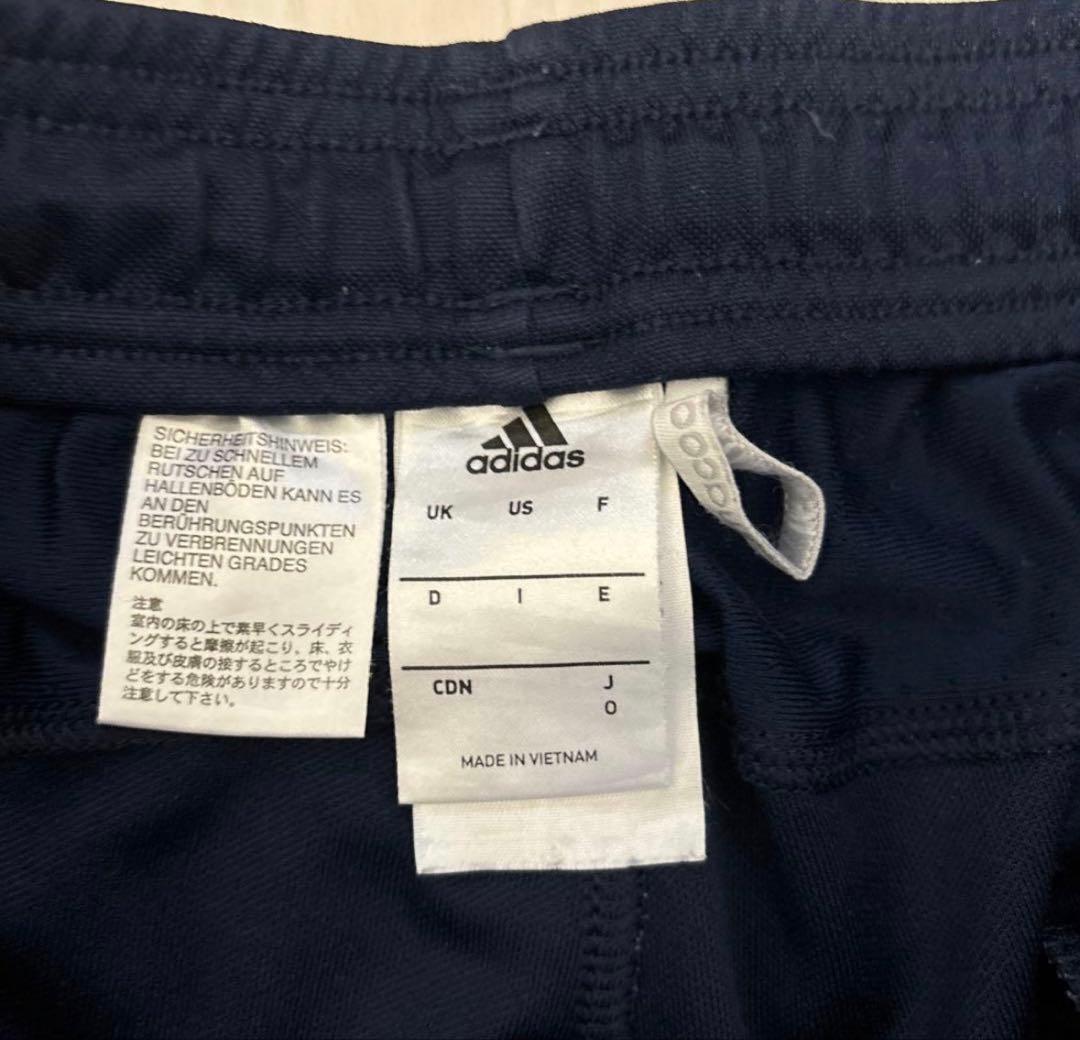 SICHERHEITSHINWEIS:
BEI ZU SCHNELLEM
RUTSCHEN AUF
HALLENBÖDEN KANN ES
AN DEN
BERÜHRUNGSPUNKTEN
ZU VERBRENNUNGEN
LEICHTEN GRADES
KOMMEN.
注意
室内の床の上で素早くスライディ
ングすると摩擦が起こり、床、衣
服及び皮膚の接するところでやけ
どをする危険がありますので十分
注意して下さい。
adidas
UK US F
D I E
CDN J
O
MADE IN VIETNAM